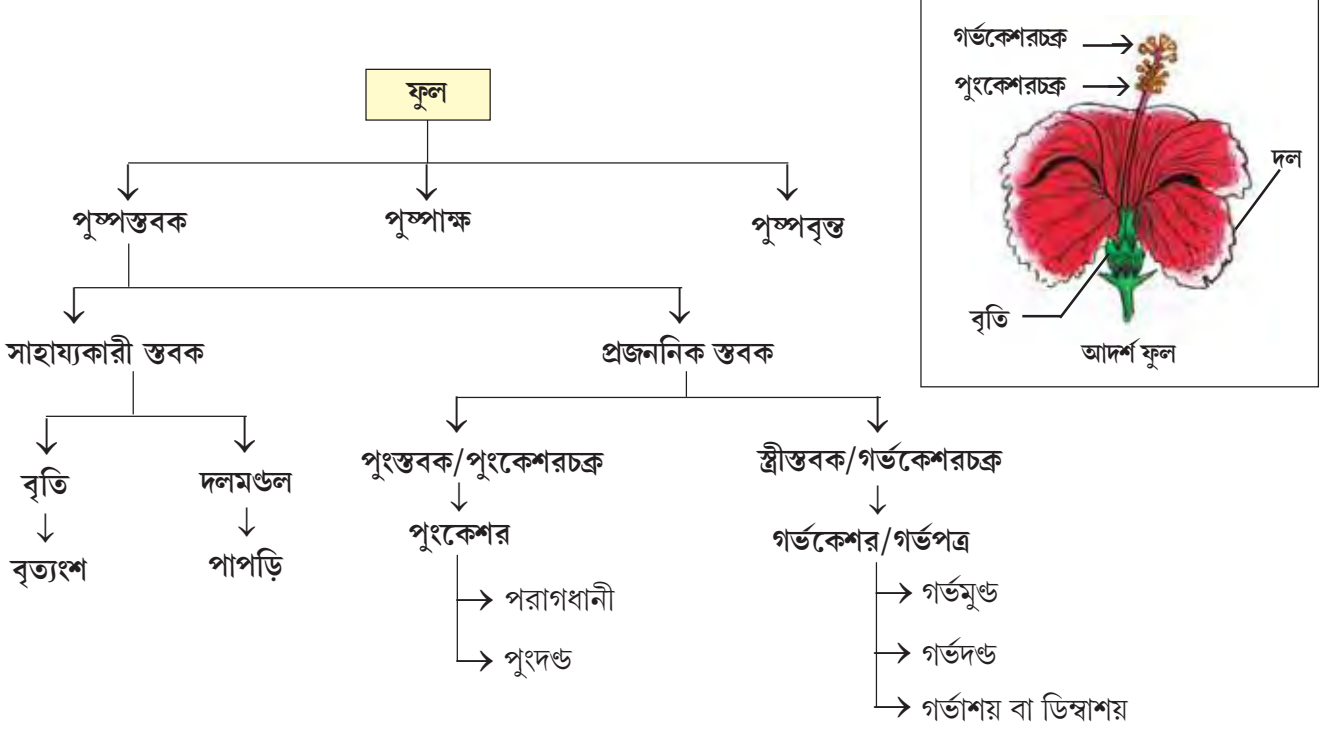 ফুল
পুষ্পস্তবক পুষ্পাক্ষ পুষ্পবৃন্ত
সাহায্যকারী স্তবক প্রজননিক স্তবক
বৃতি দলমণ্ডল পুংস্তবক/পুংকেশরচক্র স্ত্রীস্তবক/গর্ভকেশরচক্র
বৃত্যংশ পাপড়ি পুংকেশর গর্ভকেশর/গর্ভপত্র
পরাগধানী
পুংদণ্ড
গর্ভমুণ্ড
গর্ভদণ্ড
গর্ভাশয় বা ডিম্বাশয়
গর্ভকেশরচক্র
পুংকেশরচক্র
দল
বৃতি
আদর্শ ফুল